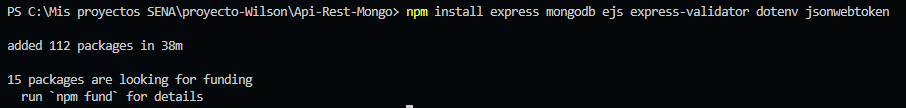 PS C:\Mis proyectos SENA\proyecto-Wilson\Api-Rest-Mongo> npm install express mongodb ejs express-validator dotenv jsonwebtoken
added 112 packages in 38m
15 packages are looking for funding
run `npm fund` for details